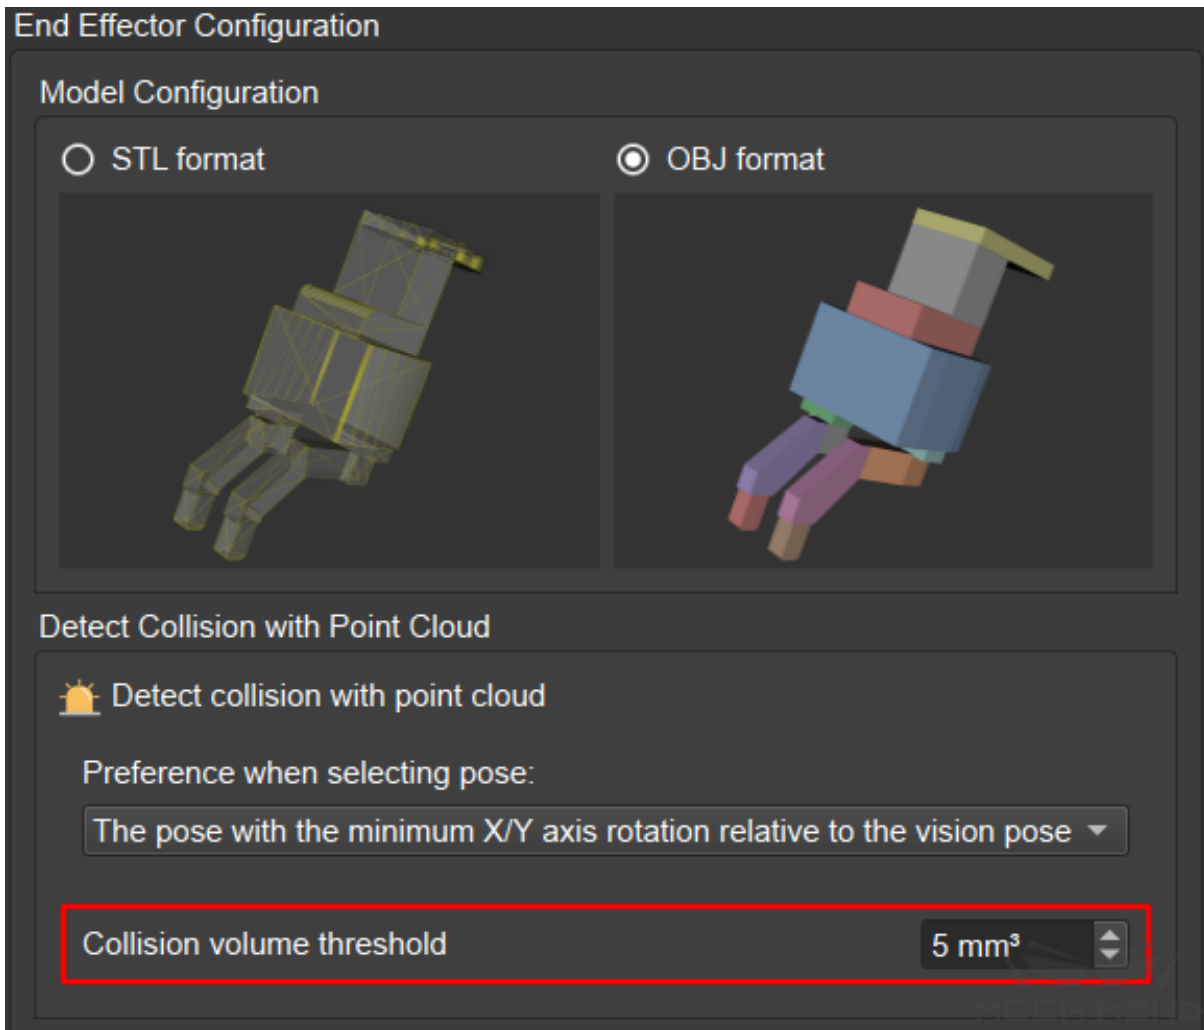 End Effector Configuration
Model Configuration
STL format
OBJ format
Detect Collision with Point Cloud
Detect collision with point cloud
Preference when selecting pose:
The pose with the minimum X/Y axis rotation relative to the vision pose
Collision volume threshold
5 mm³
MECH MIND